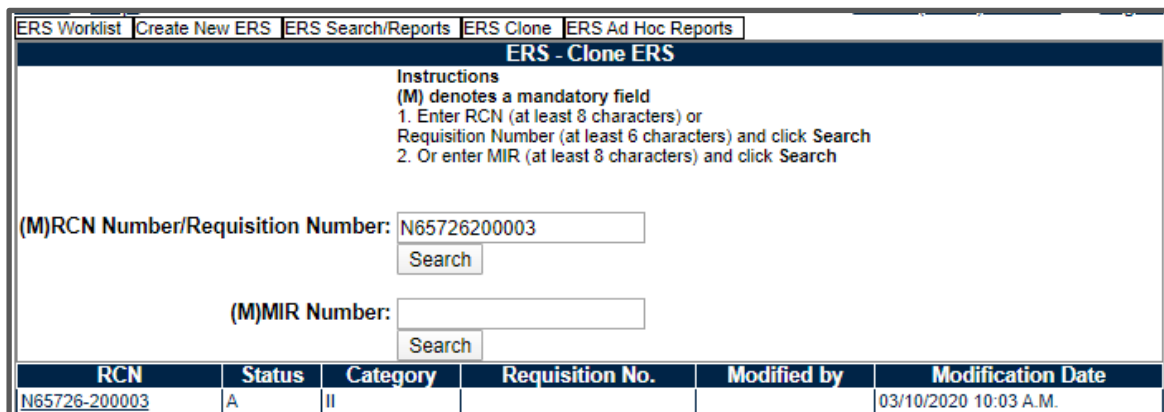 ERS Worklist Create New ERS ERS Search/Reports ERS Clone ERS Ad Hoc Reports
ERS - Clone ERS
Instructions
(M) denotes a mandatory field
1. Enter RCN (at least 8 characters) or
Requisition Number (at least 6 characters) and click Search
2. Or enter MIR (at least 8 characters) and click Search
(M)RCN Number/Requisition Number: N65726200003
Search
(M)MIR Number:
Search
RCN Status Category Requisition No. Modified by Modification Date
N65726-200003 A II 03/10/2020 10:03 A.M.